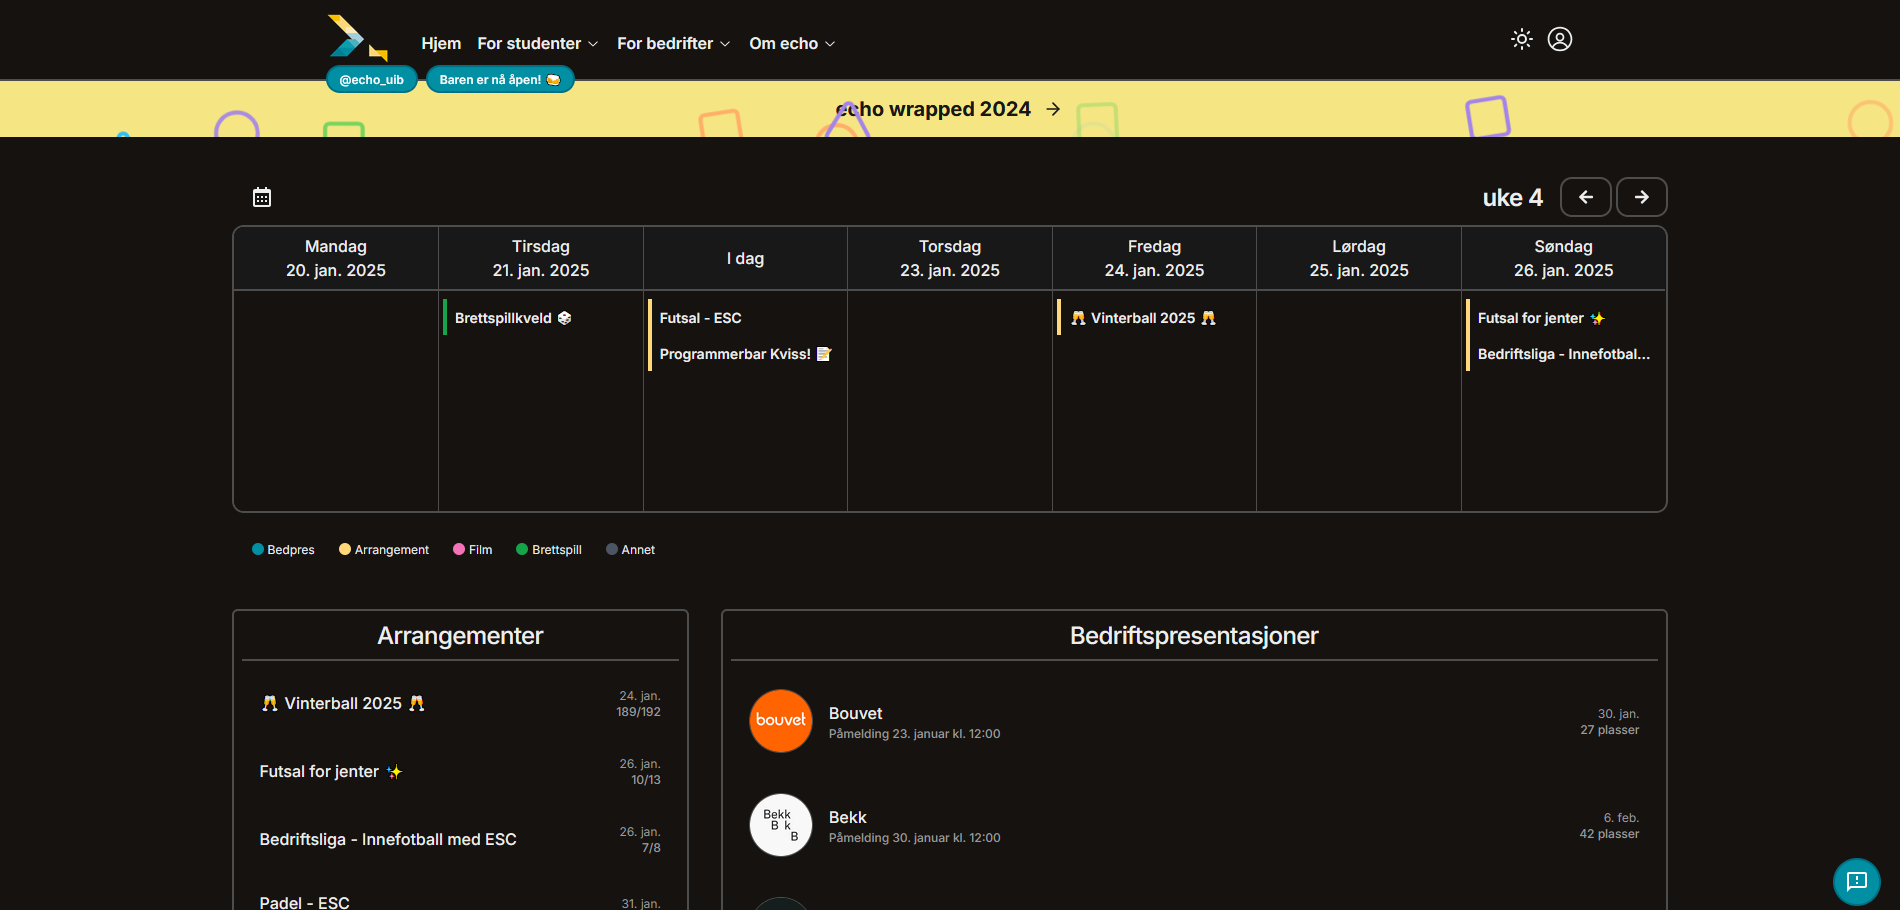 Hjem For studenter For bedrifter Om echo
@echo_uib Baren er nå åpen! 🍻
echo wrapped 2024 →
uke 4
Mandag
20. jan. 2025
Tirsdag
21. jan. 2025
I dag
Torsdag
23. jan. 2025
Fredag
24. jan. 2025
Lørdag
25. jan. 2025
Søndag
26. jan. 2025
Brettspillkveld 🎲
Futsal - ESC
Programmerbar Kviss! 📝
🥂 Vinterball 2025 🥂
Futsal for jenter ✨
Bedriftsliga - Innefotbal...
Bedpres Arrangement Film Brettspill Annet
Arrangementer
🥂 Vinterball 2025 🥂
24. jan.
189/192
Futsal for jenter ✨
26. jan.
10/13
Bedriftsliga - Innefotball med ESC
26. jan.
7/8
Padel - ESC
31. jan.
Bedriftspresentasjoner
bouvet
Bouvet
Påmelding 23. januar kl. 12:00
30. jan.
27 plasser
Bekk
B k
B
Bekk
Påmelding 30. januar kl. 12:00
6. feb.
42 plasser